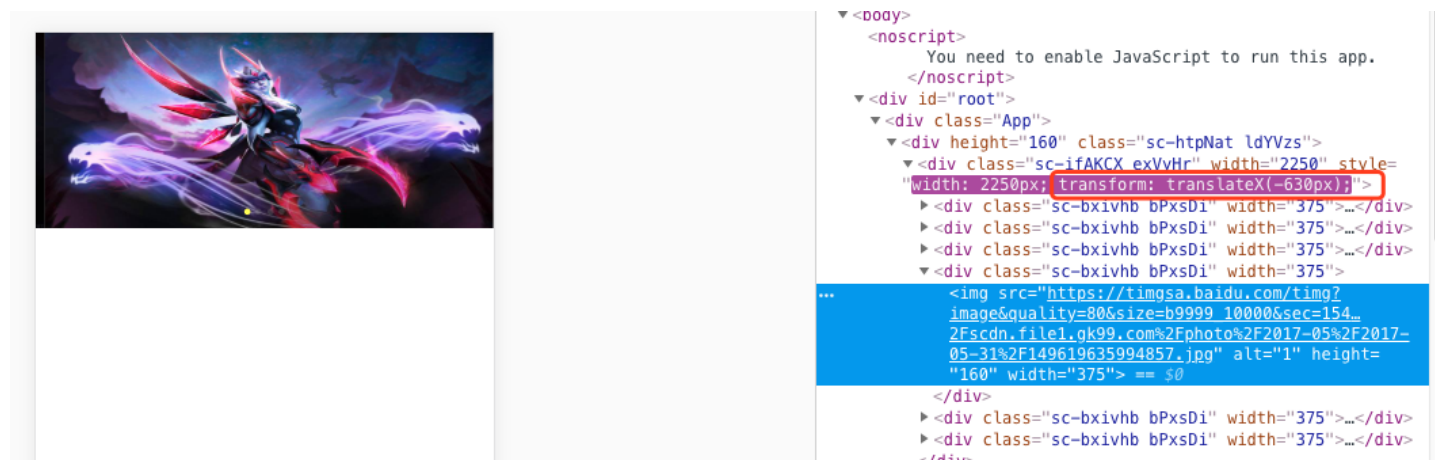 ▼<body>
<noscript>
You need to enable JavaScript to run this app.
</noscript>
▼<div id="root">
▼<div class="App">
▼<div height="160" class="sc-htpNat ldYVzs">
▼<div class="sc-ifAKCX exVvHr" width="2250" style=
"width: 2250px; transform: translateX(-630px);">
▶<div class="sc-bxivhb bPxsDi" width="375">…</div>
▶<div class="sc-bxivhb bPxsDi" width="375">…</div>
▶<div class="sc-bxivhb bPxsDi" width="375">…</div>
▼<div class="sc-bxivhb bPxsDi" width="375">
<img src="https://timgsa.baidu.com/timg?
image&quality=80&size=b9999_10000&sec=154…
2Fscdn.file1.gk99.com%2Fphoto%2F2017-05%2F2017-
05-31%2F149619635994857.jpg" alt="1" height=
"160" width="375"> == $0
</div>
▶<div class="sc-bxivhb bPxsDi" width="375">…</div>
▶<div class="sc-bxivhb bPxsDi" width="375">…</div>
</div>